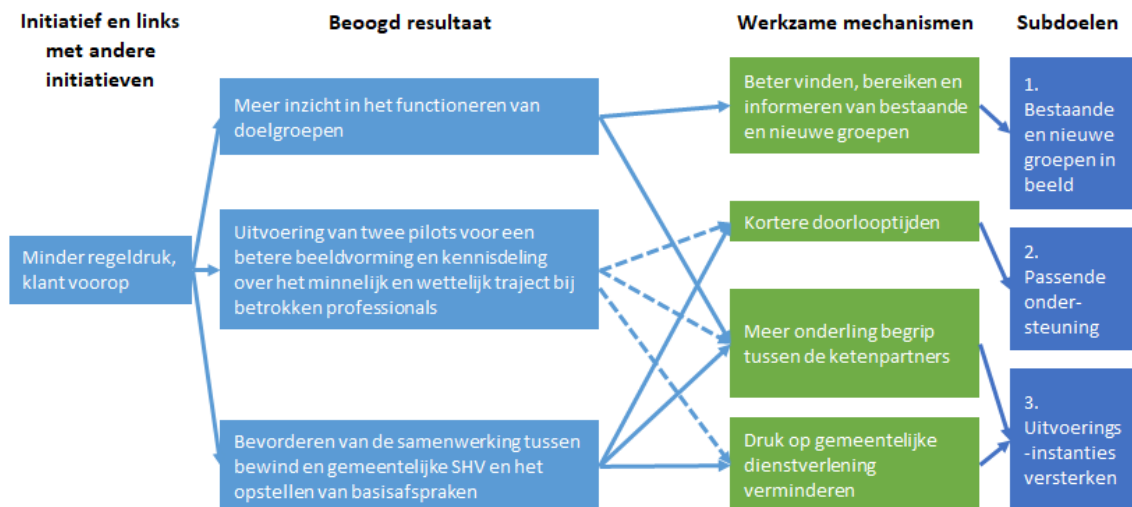 Initiatief en links
met andere
initiatieven
Beoogd resultaat
Werkzame mechanismen
Subdoelen
Minder regeldruk,
klant voorop
Meer inzicht in het functioneren van
doelgroepen
Uitvoering van twee pilots voor een
betere beeldvorming en kennisdeling
over het minnelijk en wettelijk traject bij
betrokken professionals
Bevorderen van de samenwerking tussen
bewind en gemeentelijke SHV en het
opstellen van basisafspraken
Beter vinden, bereiken en
informeren van bestaande
en nieuwe groepen
Kortere doorlooptijden
Meer onderling begrip
tussen de ketenpartners
Druk op gemeentelijke
dienstverlening
verminderen
1.
Bestaande
en nieuwe
groepen in
beeld
2.
Passende
onder-
steuning
3.
Uitvoerings
-instanties
versterken